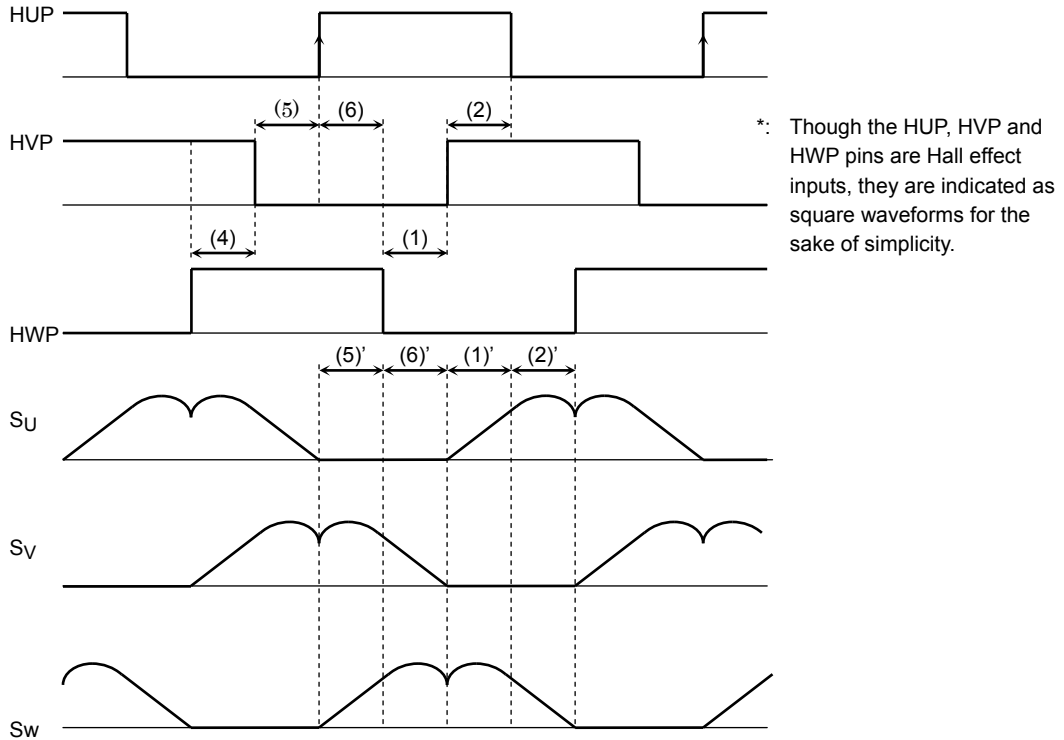 HUP
(5)
(6)
(2)
HVP
*: Though the HUP, HVP and
HWP pins are Hall effect
inputs, they are indicated as
square waveforms for the
sake of simplicity.
(4)
(1)
HWP
(5)’
(6)’
(1)’
(2)’
SU
SV
Sw